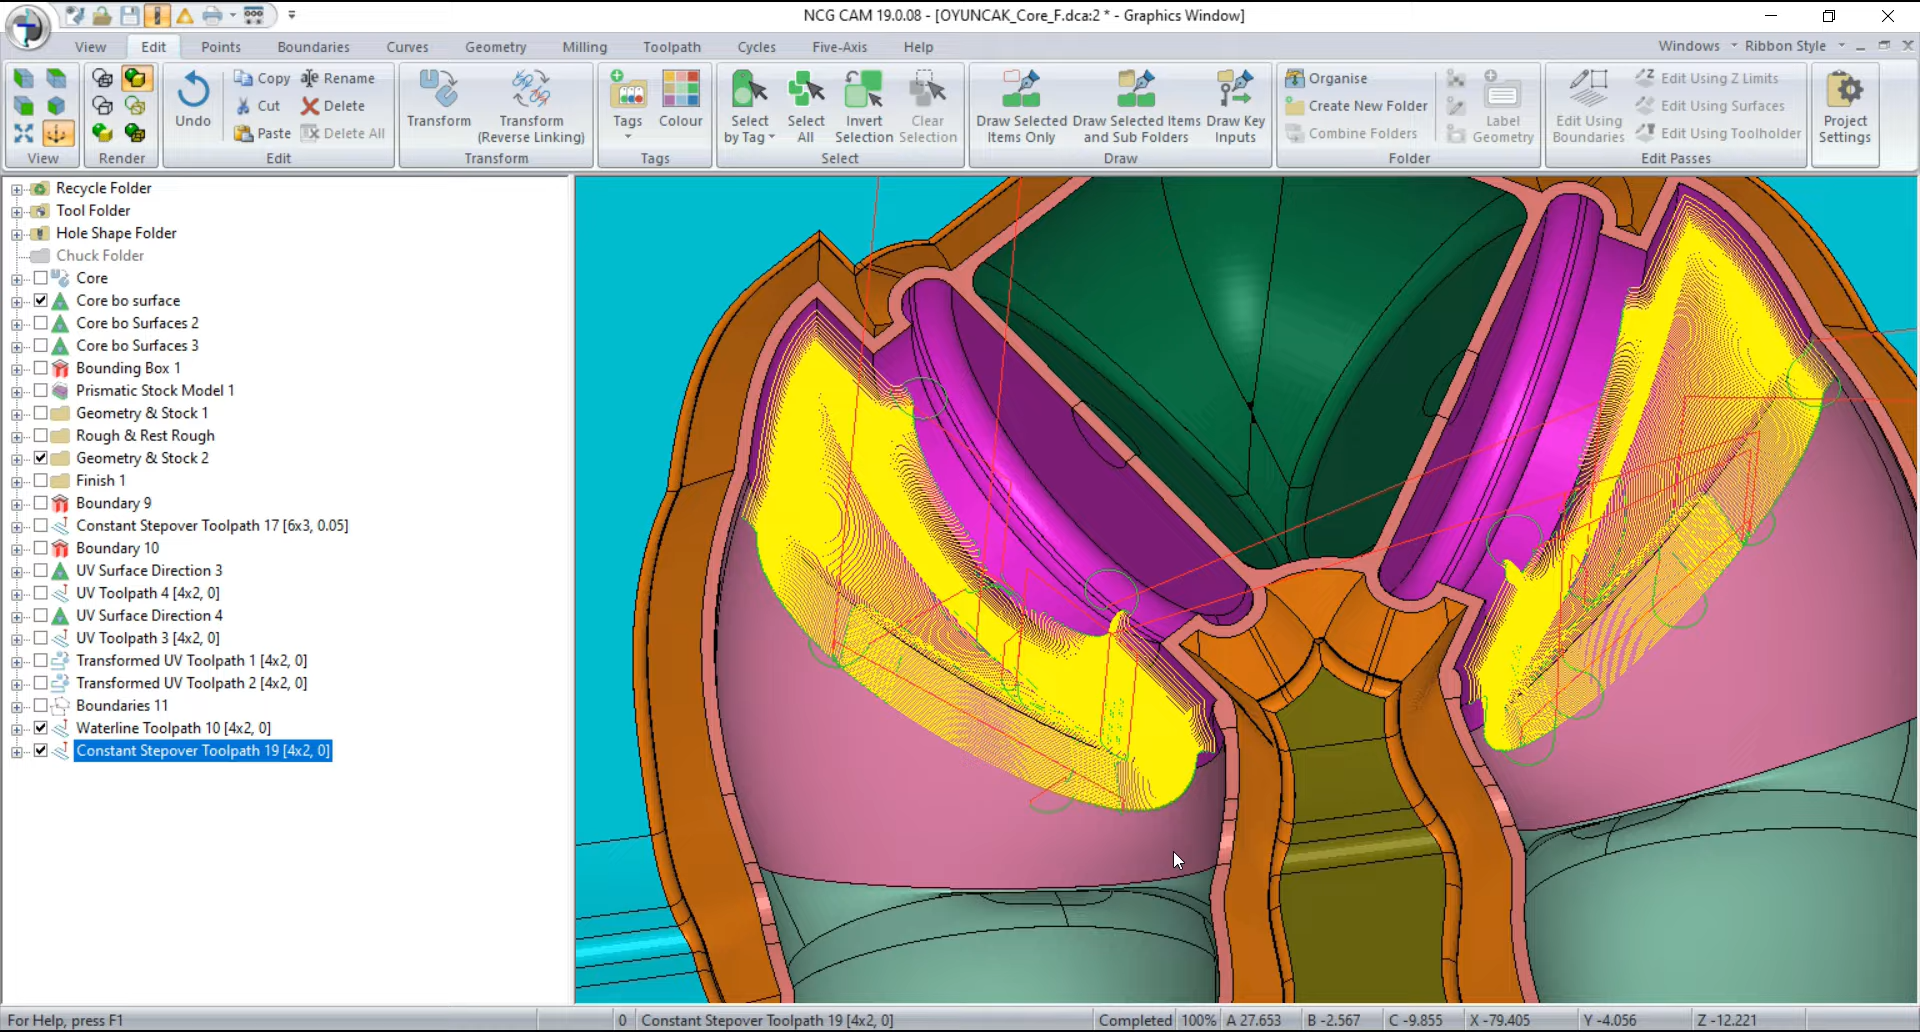 NCG CAM 19.0.08 - [OYUNCAK_Core_F.dca:2 * - Graphics Window]
View Edit Points Boundaries Curves Geometry Milling Toolpath Cycles Five-Axis Help Windows Ribbon Style
Copy Rename Organise Edit Using Z Limits
Cut Delete Create New Folder Edit Using Surfaces
Paste Delete All Combine Folders Edit Using Toolholder
Undo
Transform
Transform
(Reverse Linking)
Tags
Colour
Select
by Tag
Select
All
Invert
Selection
Clear
Selection
Draw Selected
Items Only
Draw Selected Items
and Sub Folders
Draw Key
Inputs
Label
Geometry
Edit Using
Boundaries
Project
Settings
View Render Edit Transform Tags Select Draw Folder Edit Passes
Recycle Folder
Tool Folder
Hole Shape Folder
Chuck Folder
Core
Core bo surface
Core bo Surfaces 2
Core bo Surfaces 3
Bounding Box 1
Prismatic Stock Model 1
Geometry & Stock 1
Rough & Rest Rough
Geometry & Stock 2
Finish 1
Boundary 9
Constant Stepover Toolpath 17 [6x3, 0.05]
Boundary 10
UV Surface Direction 3
UV Toolpath 4 [4x2, 0]
UV Surface Direction 4
UV Toolpath 3 [4x2, 0]
Transformed UV Toolpath 1 [4x2, 0]
Transformed UV Toolpath 2 [4x2, 0]
Boundaries 11
Waterline Toolpath 10 [4x2, 0]
Constant Stepover Toolpath 19 [4x2, 0]
For Help, press F1 0 Constant Stepover Toolpath 19 [4x2, 0] Completed 100% A 27.653 B -2.567 C -9.855 X -79.405 Y -4.056 Z -12.221